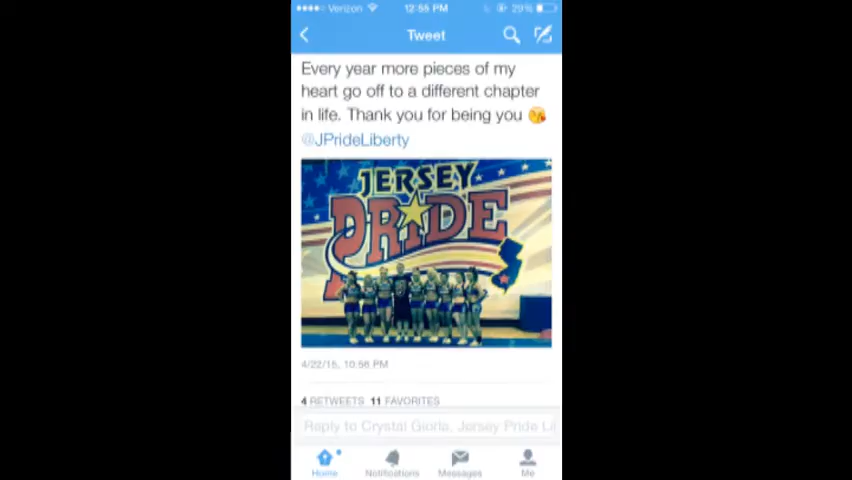 Verizon 12:55 PM 29%
Tweet
Every year more pieces of my
heart go off to a different chapter
in life. Thank you for being you 😘
@JPrideLiberty
JERSEY
PRIDE
4/22/15, 10:56 PM
4 RETWEETS 11 FAVORITES
Reply to Crystal Gioria, Jersey Pride Li
Home Notifications Messages Me